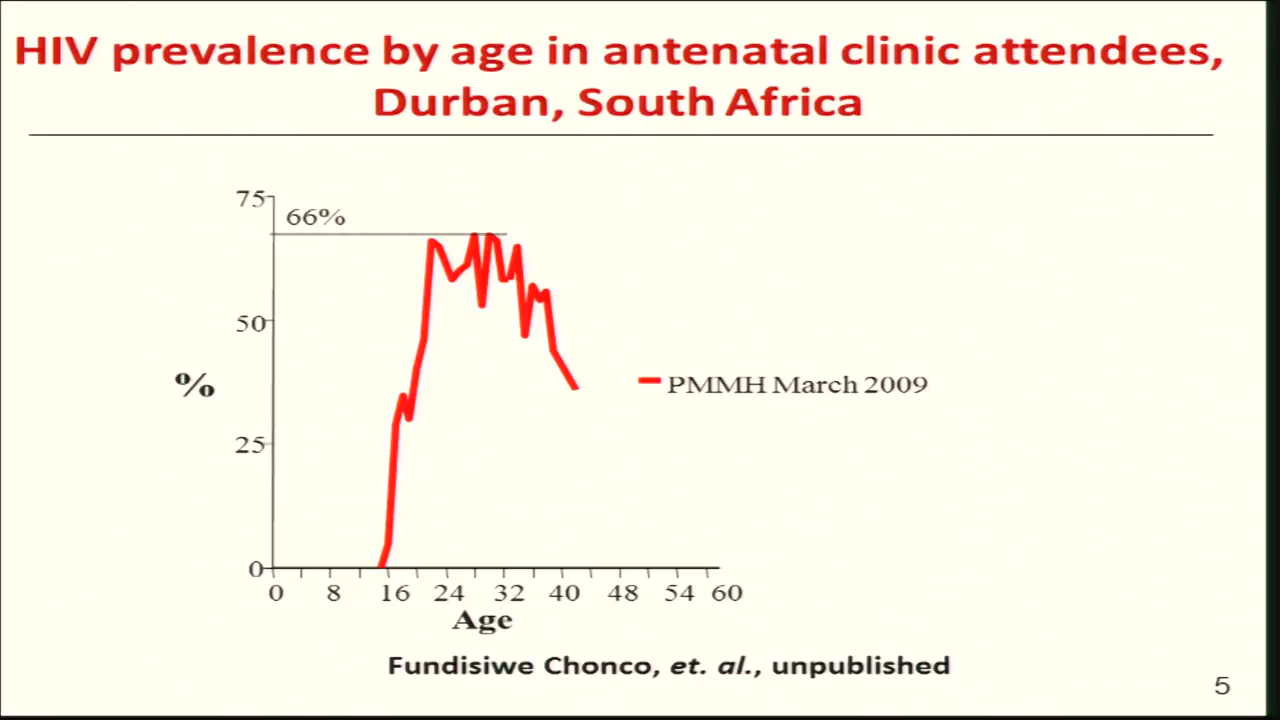 HIV prevalence by age in antenatal clinic attendees,
Durban, South Africa
75
66%
50
%
PMMH March 2009
25
0
0 8 16 24 32 40 48 54 60
Age
Fundisiwe Chonco, et. al., unpublished
5